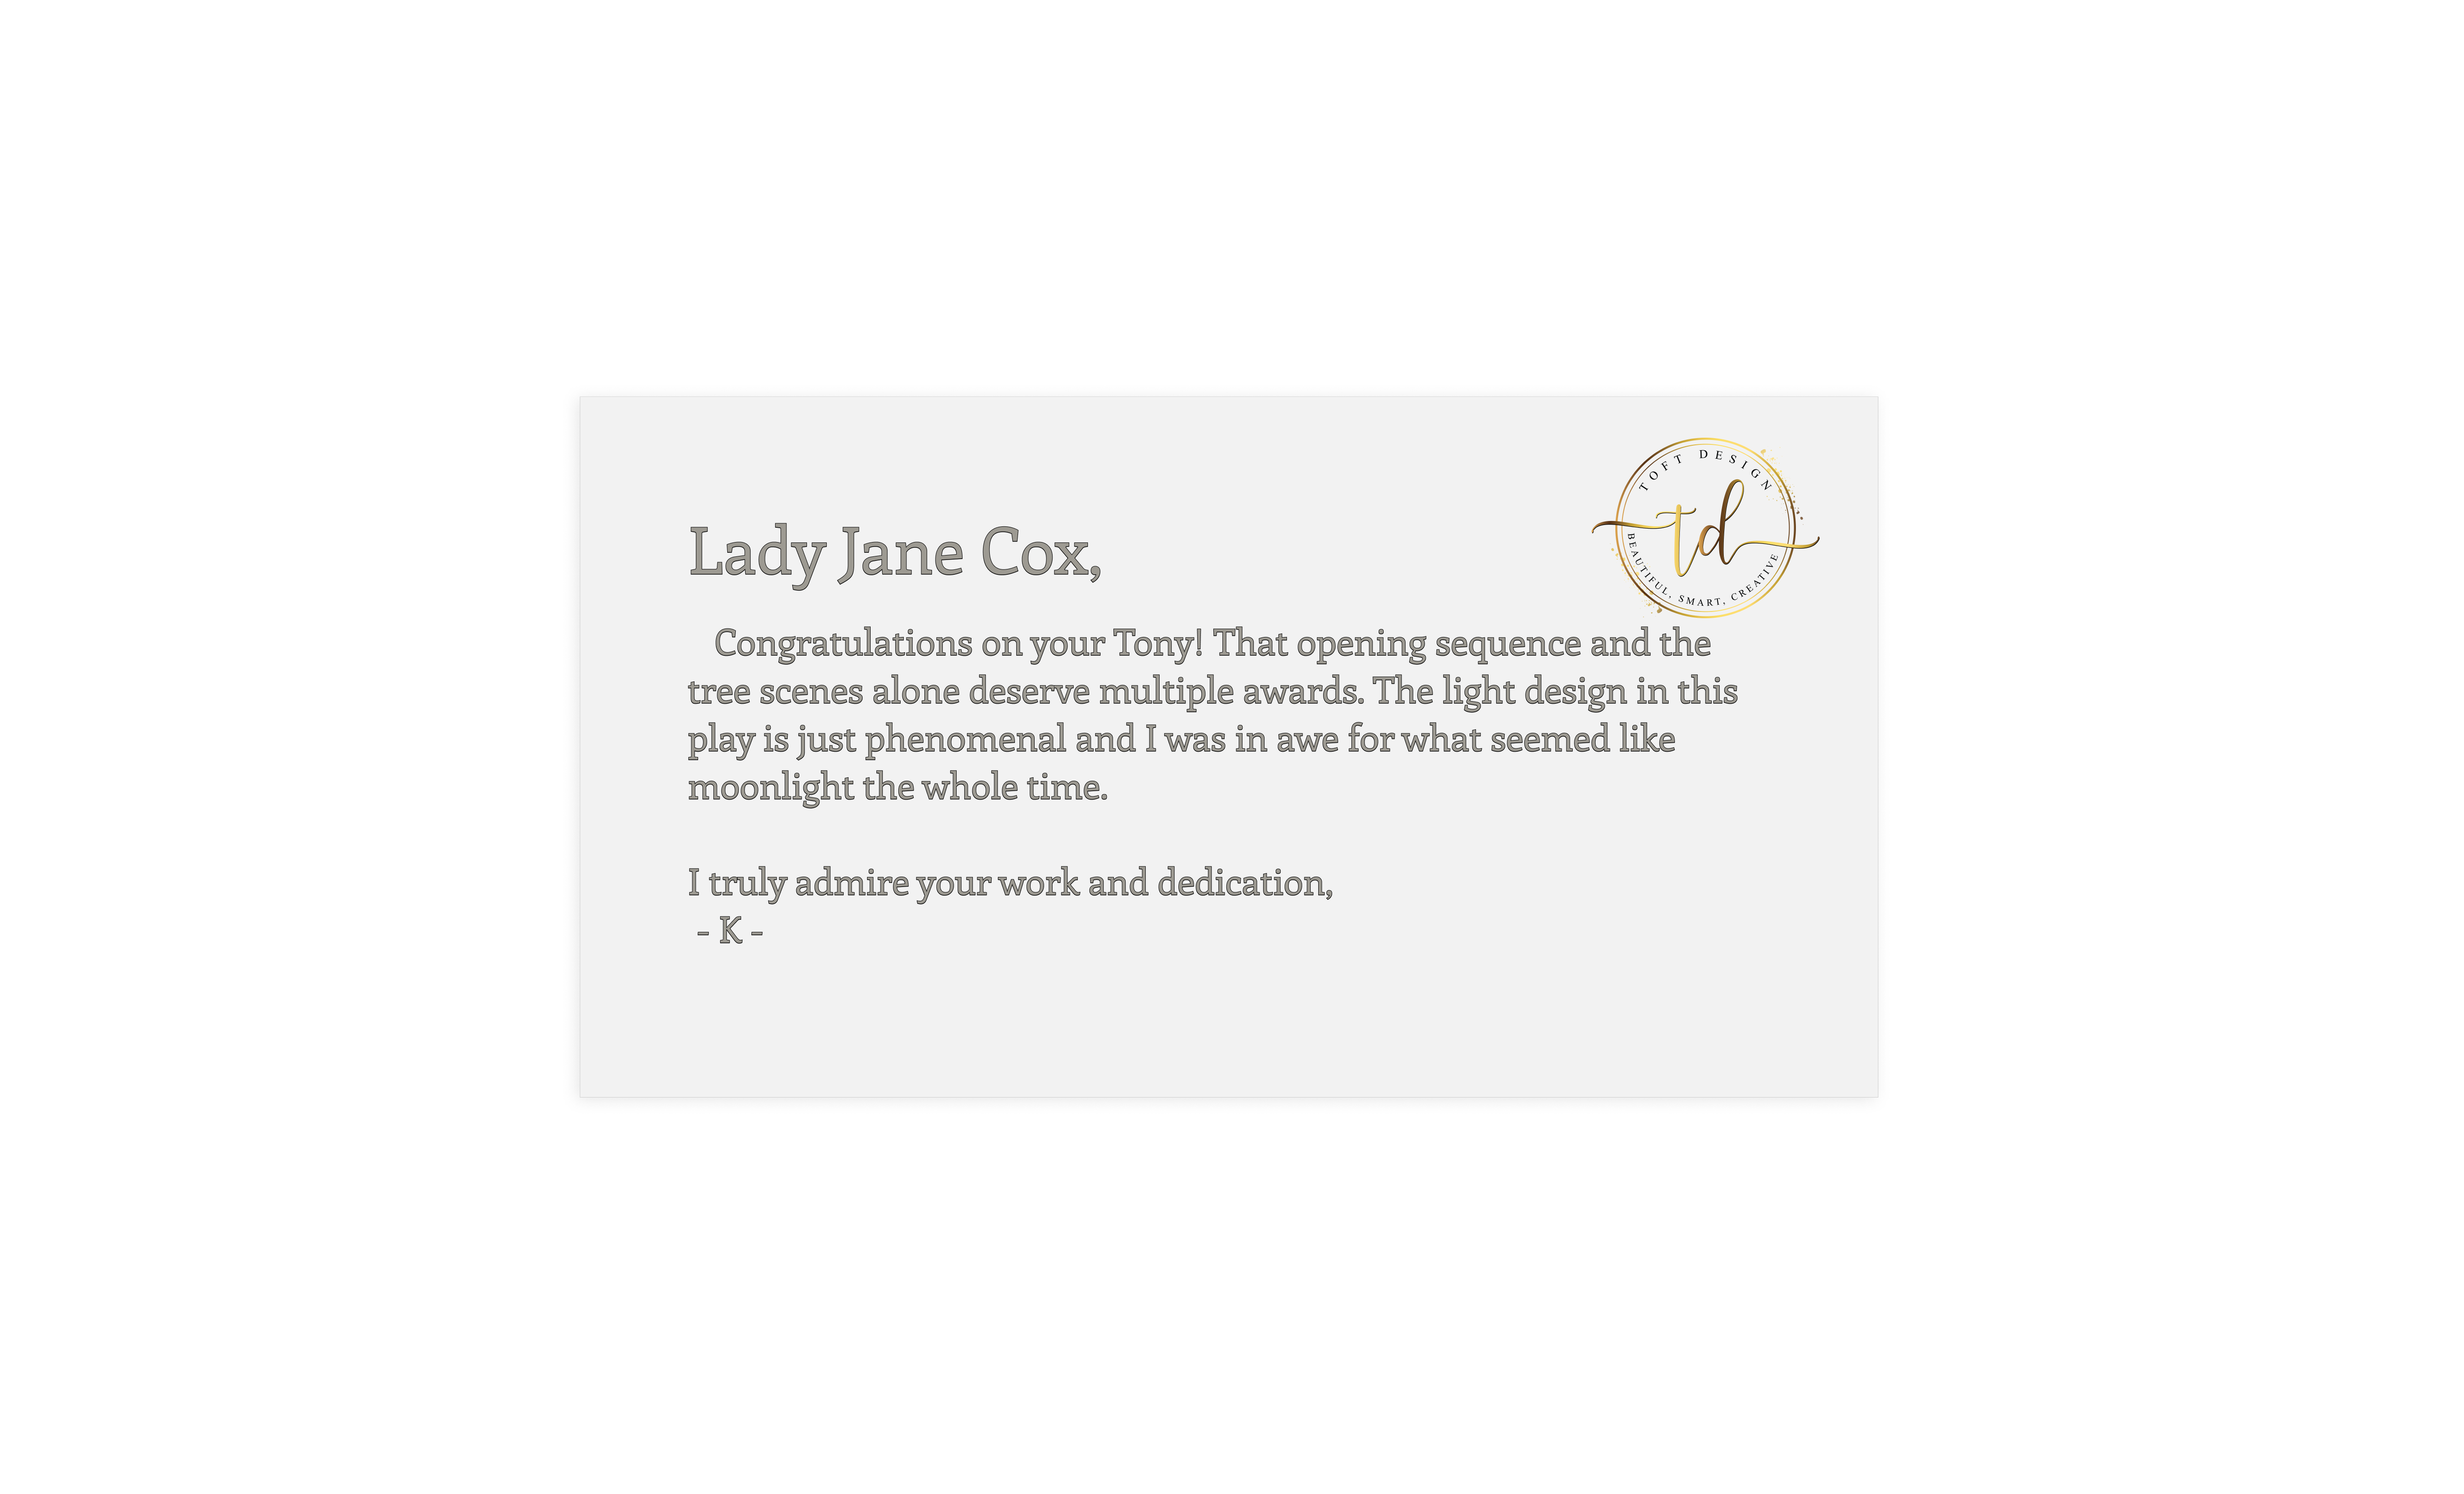 TOFT DESIGN
td
BEAUTIFUL, SMART, CREATIVE
Lady Jane Cox,
Congratulations on your Tony! That opening sequence and the
tree scenes alone deserve multiple awards. The light design in this
play is just phenomenal and I was in awe for what seemed like
moonlight the whole time.
I truly admire your work and dedication,
- K -